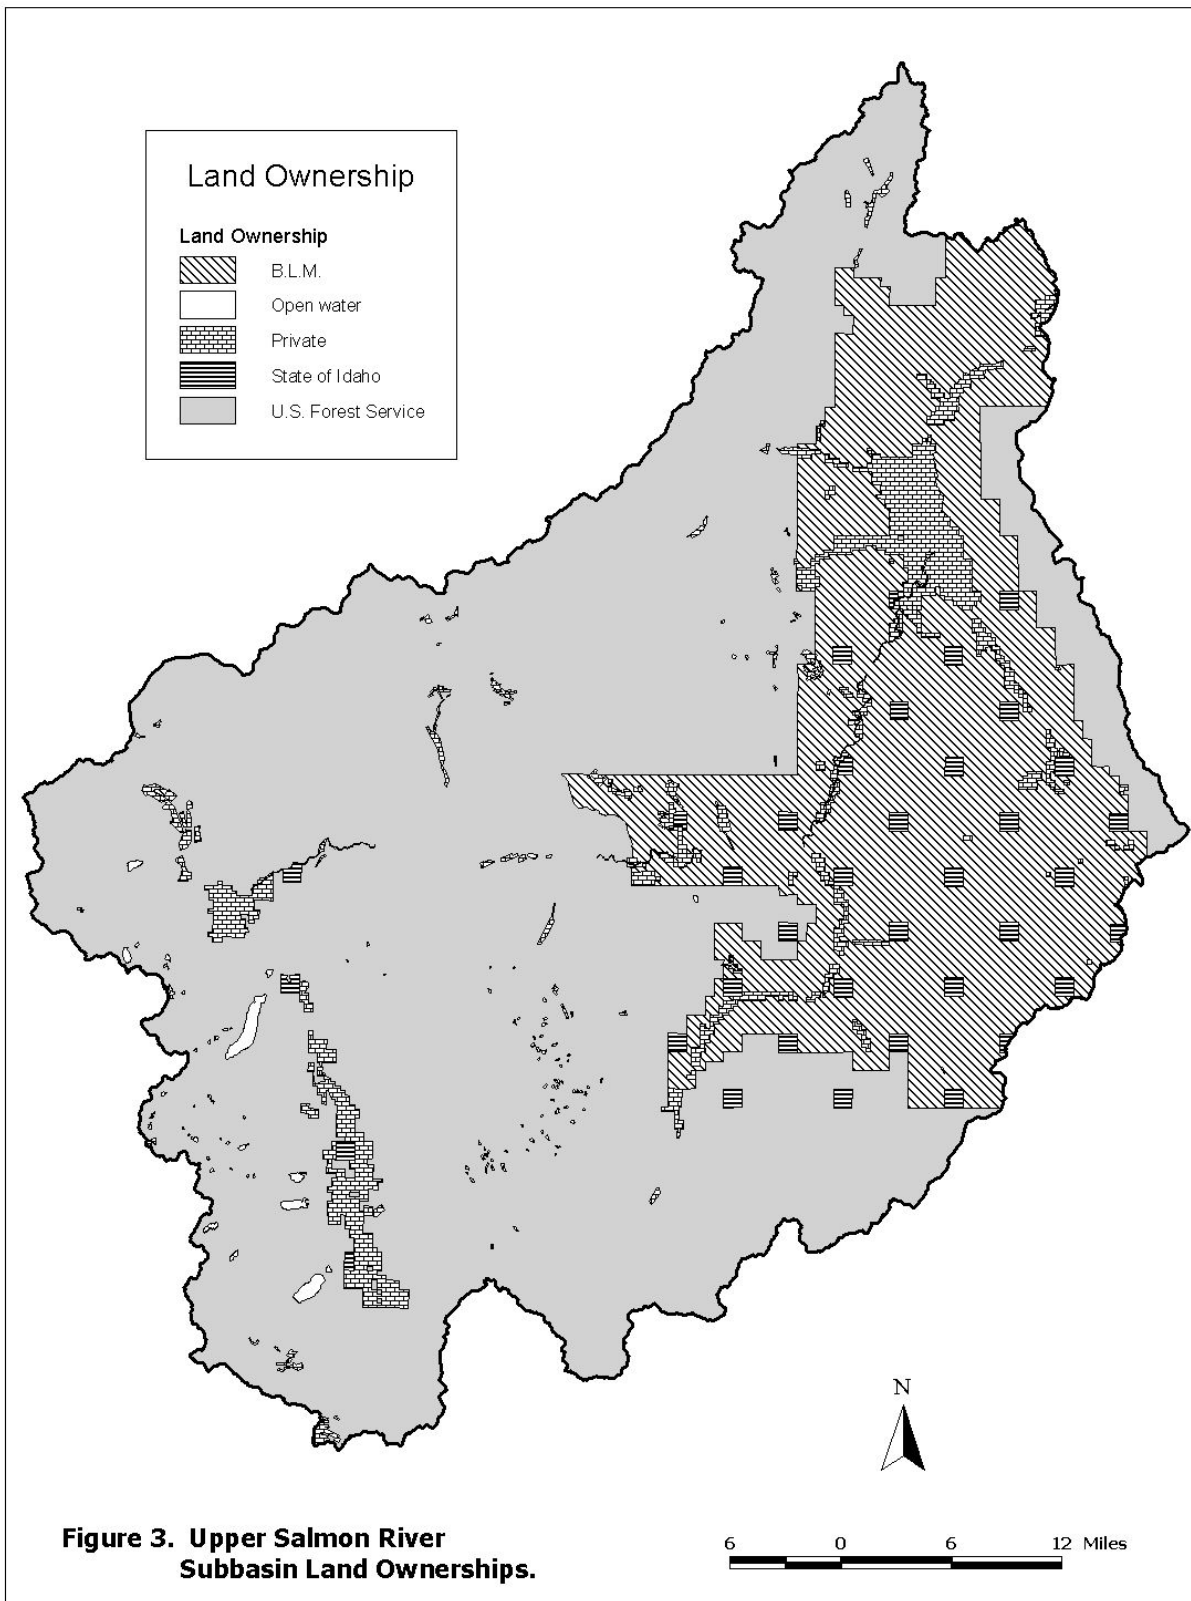 Land Ownership
Land Ownership
B.L.M.
Open water
Private
State of Idaho
U.S. Forest Service
N
Figure 3. Upper Salmon River
Subbasin Land Ownerships.
6 0 6 12 Miles